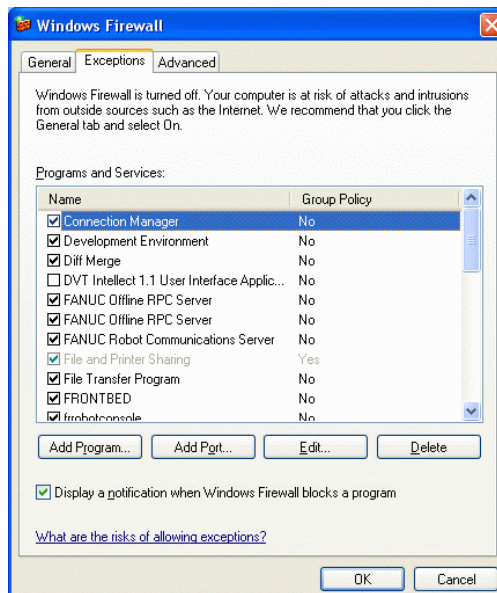 Windows Firewall
General Exceptions Advanced
Windows Firewall is turned off. Your computer is at risk of attacks and intrusions
from outside sources such as the Internet. We recommend that you click the
General tab and select On.
Programs and Services:
Name Group Policy
Connection Manager No
Development Environment No
Diff Merge No
DVT Intellect 1.1 User Interface Applic... No
FANUC Offline RPC Server No
FANUC Offline RPC Server No
FANUC Robot Communications Server No
File and Printer Sharing Yes
File Transfer Program No
FRONTBED No
frrobotconsole No
Add Program... Add Port... Edit... Delete
Display a notification when Windows Firewall blocks a program
What are the risks of allowing exceptions?
OK Cancel